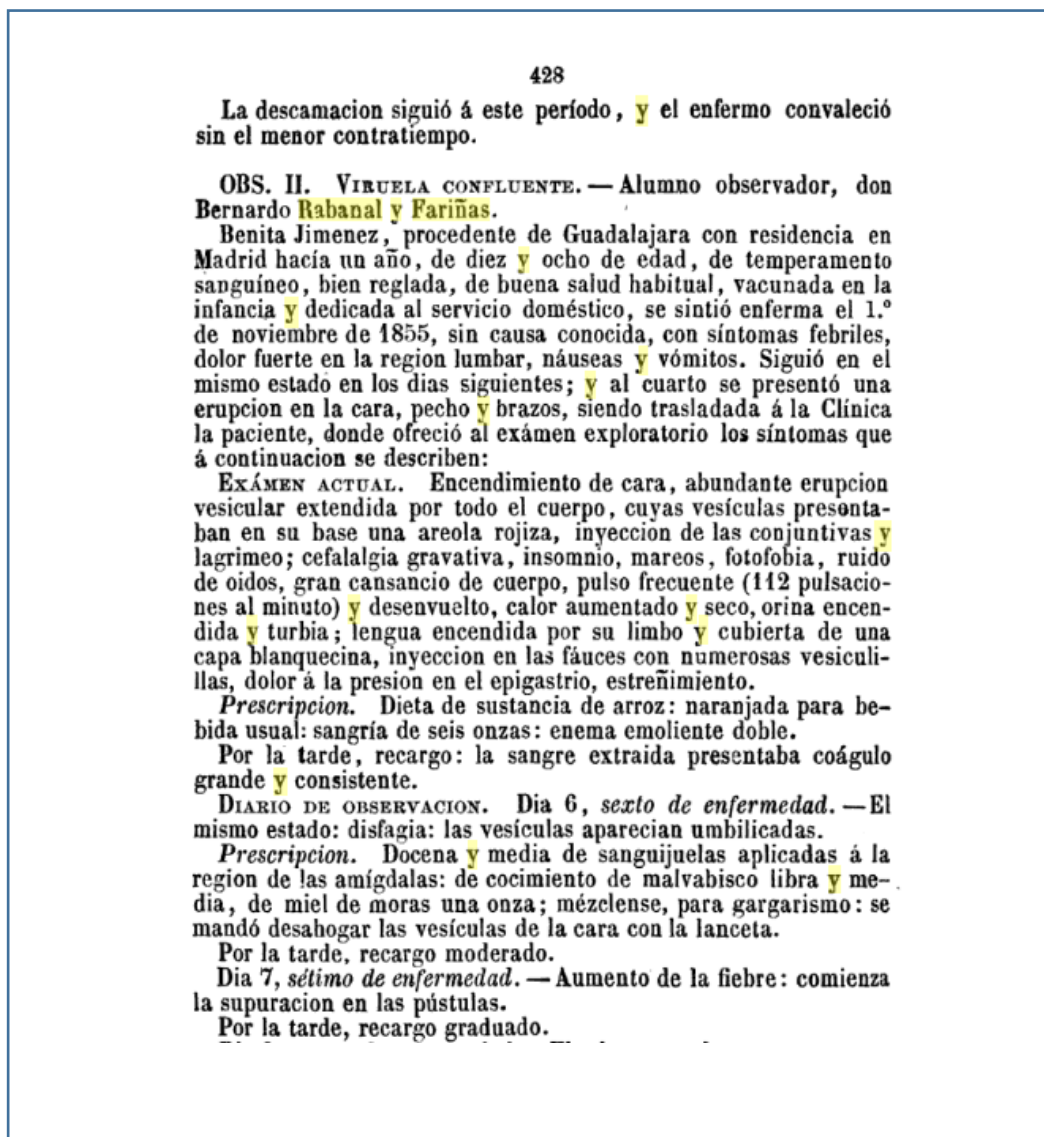 428
La descamacion siguió á este período, y el enfermo convaleció
sin el menor contratiempo.
OBS. II. VIRUELA CONFLUENTE. — Alumno observador, don
Bernardo Rabanal y Fariñas.
Benita Jimenez, procedente de Guadalajara con residencia en
Madrid hacía un año, de diez y ocho de edad, de temperamento
sanguíneo, bien reglada, de buena salud habitual, vacunada en la
infancia y dedicada al servicio doméstico, se sintió enferma el 1.º
de noviembre de 1855, sin causa conocida, con síntomas febriles,
dolor fuerte en la region lumbar, náuseas y vómitos. Siguió en el
mismo estado en los dias siguientes; y al cuarto se presentó una
erupcion en la cara, pecho y brazos, siendo trasladada á la Clínica
la paciente, donde ofreció al exámen exploratorio los síntomas que
á continuacion se describen:
EXÁMEN ACTUAL. Encendimiento de cara, abundante erupcion
vesicular extendida por todo el cuerpo, cuyas vesículas presenta-
ban en su base una areola rojiza, inyeccion de las conjuntivas y
lagrimeo; cefalalgia gravativa, insomnio, mareos, fotofobia, ruido
de oidos, gran cansancio de cuerpo, pulso frecuente (112 pulsacio-
nes al minuto) y desenvuelto, calor aumentado y seco, orina encen-
dida y turbia; lengua encendida por su limbo y cubierta de una
capa blanquecina, inyeccion en las fáuces con numerosas vesiculi-
llas, dolor á la presion en el epigastrio, estreñimiento.
Prescripcion. Dieta de sustancia de arroz: naranjada para be-
bida usual: sangría de seis onzas: enema emoliente doble.
Por la tarde, recargo: la sangre extraida presentaba coágulo
grande y consistente.
DIARIO DE OBSERVACION. Dia 6, sexto de enfermedad. — El
mismo estado: disfagia: las vesículas aparecian umbilicadas.
Prescripcion. Docena y media de sanguijuelas aplicadas á la
region de las amígdalas: de cocimiento de malvabisco libra y me-
dia, de miel de moras una onza; mézclense, para gargarismo: se
mandó desahogar las vesículas de la cara con la lanceta.
Por la tarde, recargo moderado.
Dia 7, sétimo de enfermedad. — Aumento de la fiebre: comienza
la supuracion en las pústulas.
Por la tarde, recargo graduado.